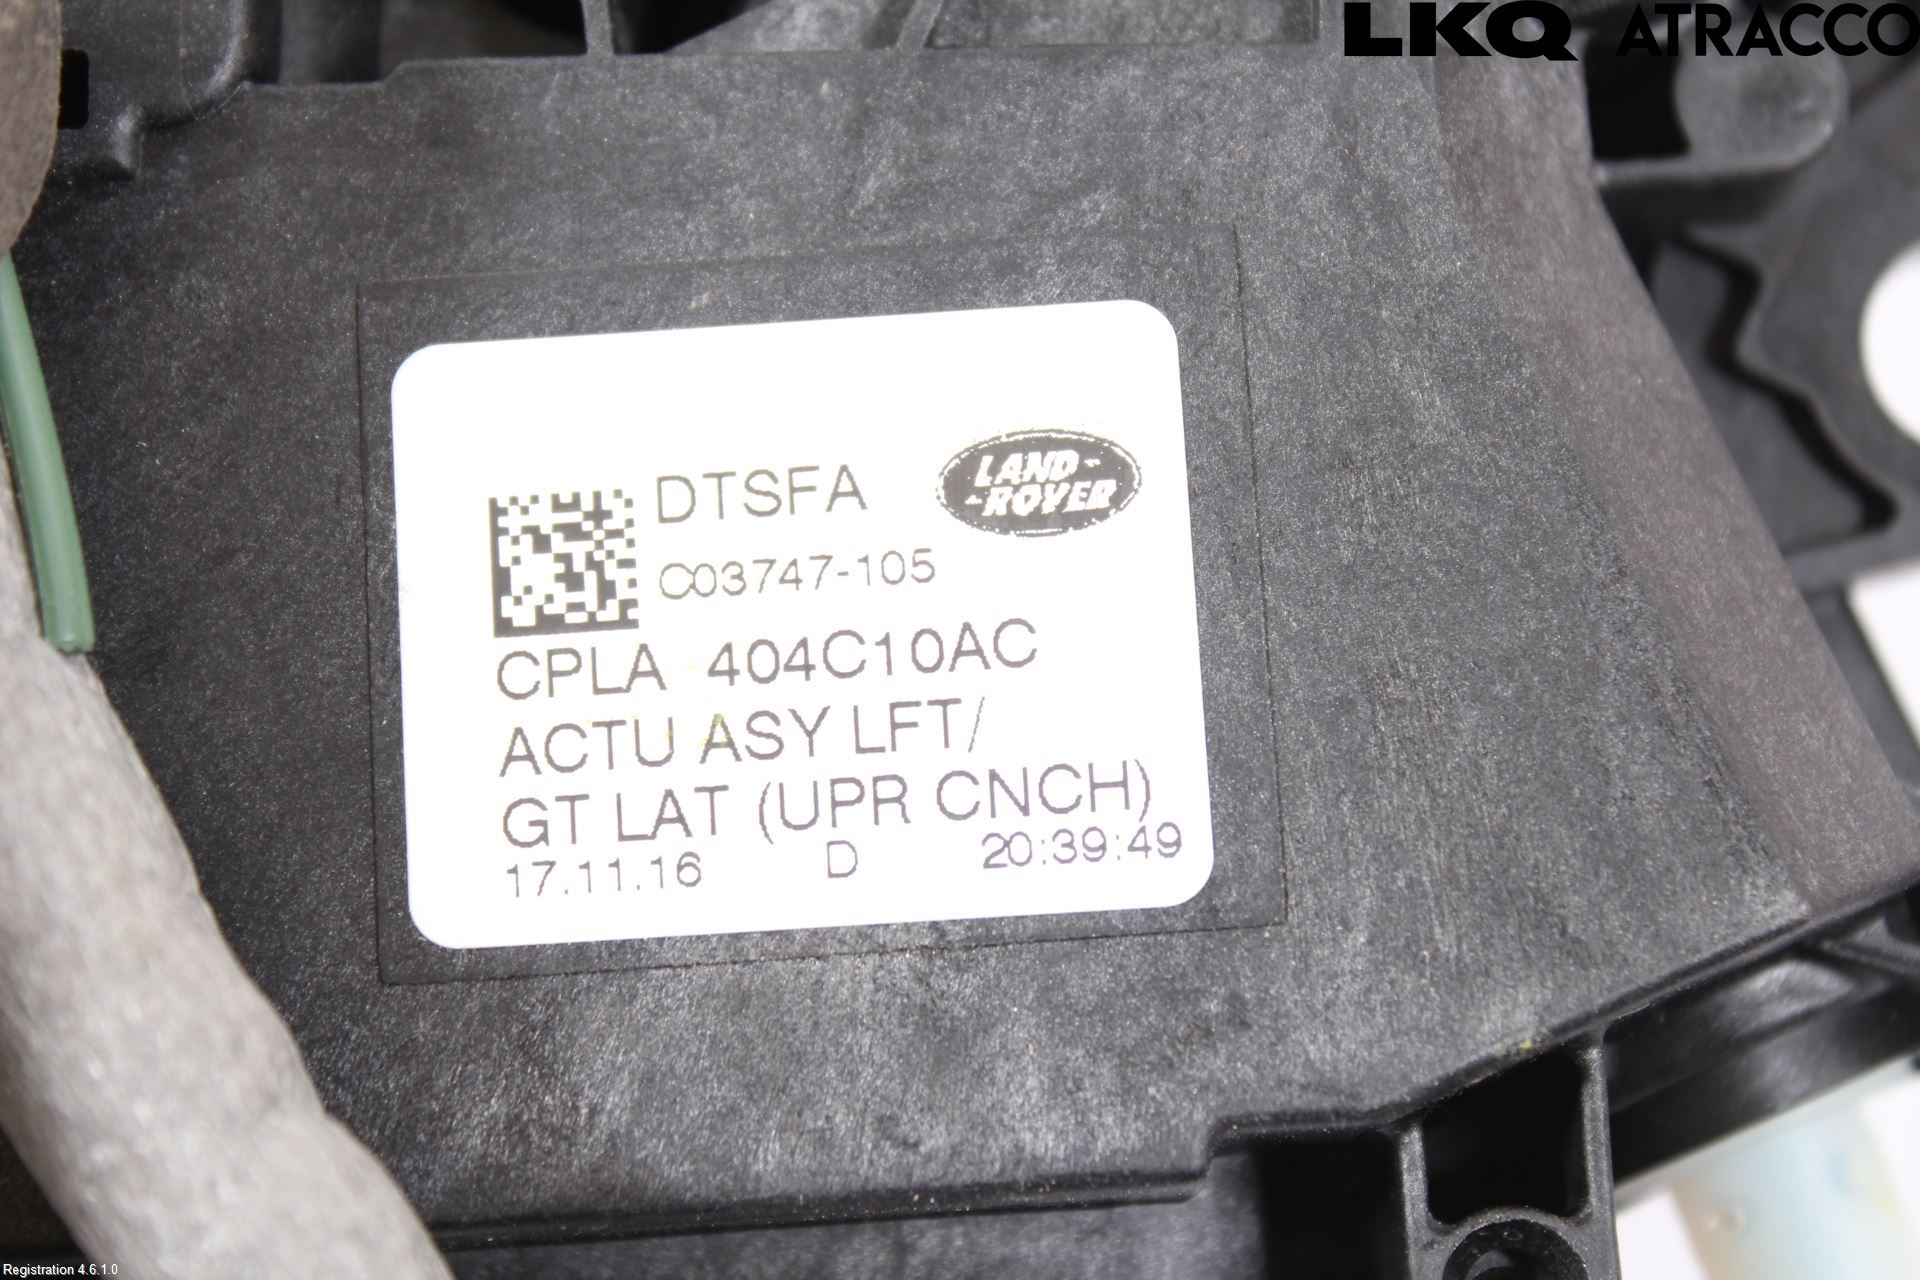 LKQ ATRACCO
DTSFA
LAND
ROVER
C03747-105
CPLA 404C10AC
ACTU ASY LFT/
GT LAT (UPR CNCH)
17.11.16 D 20:39:49
Registration 4.6.1.0